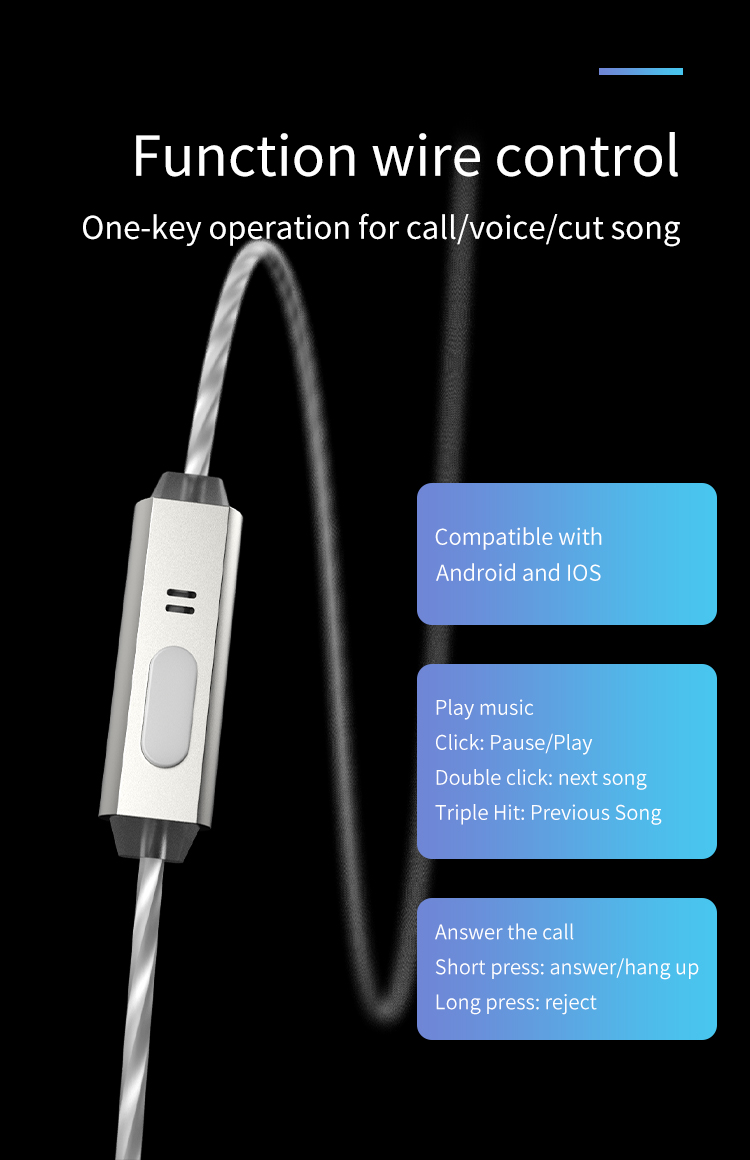 Function wire control
One-key operation for call/voice/cut song
Compatible with
Android and IOS
Play music
Click: Pause/Play
Double click: next song
Triple Hit: Previous Song
Answer the call
Short press: answer/hang up
Long press: reject